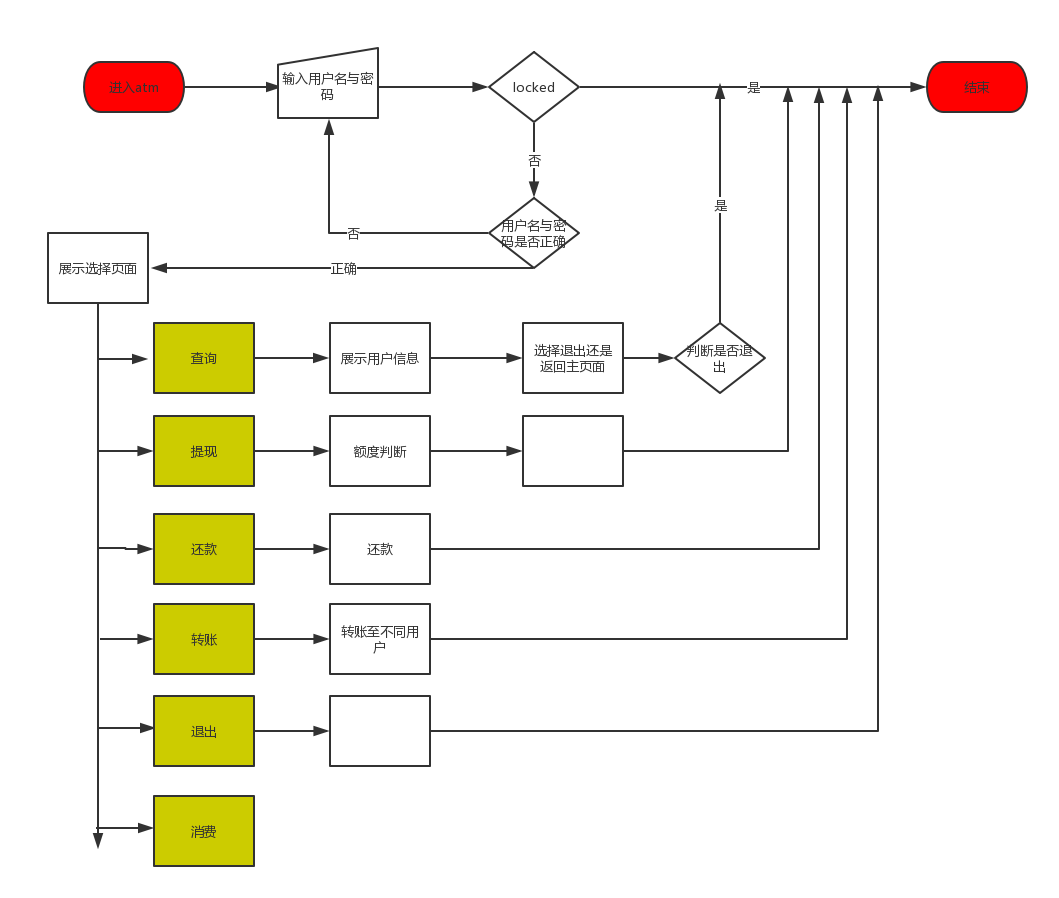 进入atm
输入用户名与密
码
locked
是
结束
否
用户名与密
码是否正确
否
是
展示选择页面
正确
查询
展示用户信息
选择退出还是
返回主页面
判断是否退
出
提现
额度判断
还款
还款
转账
转账至不同用
户
退出
消费